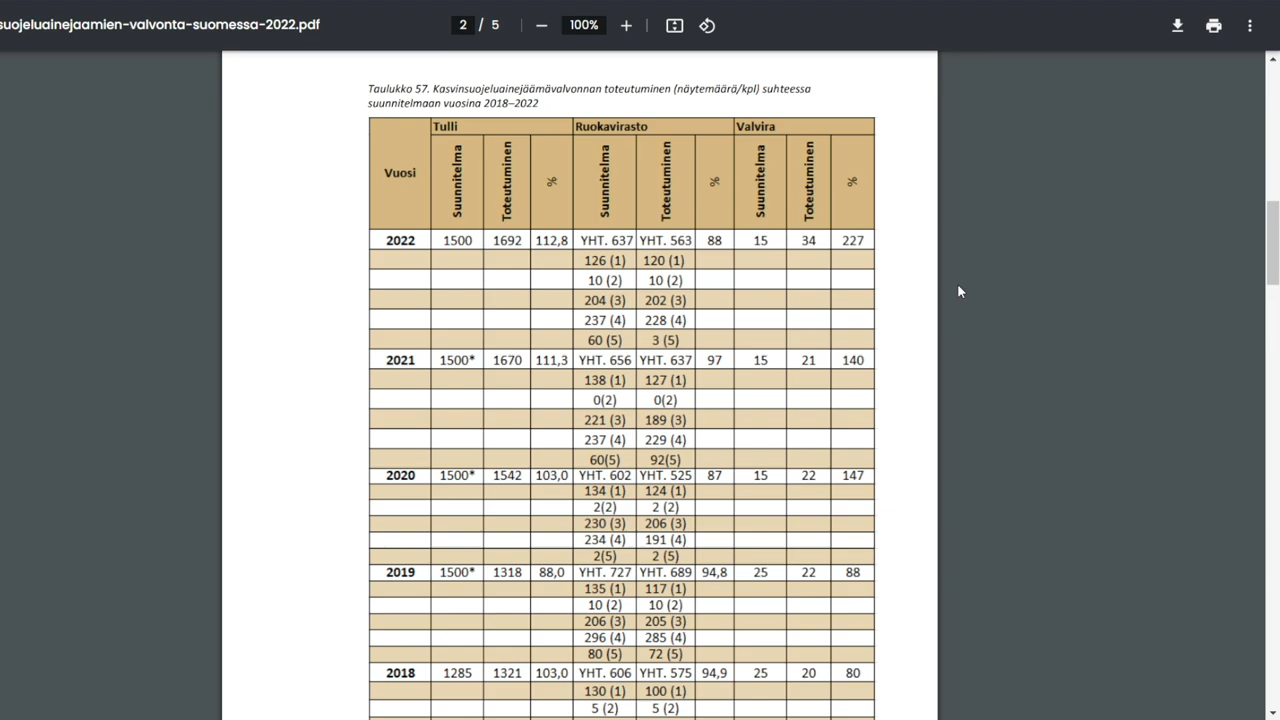 suojeluainejaamien-valvonta-suomessa-2022.pdf
2 / 5
100%
Taulukko 57. Kasvinsuojeluainejäämävalvonnan toteutuminen (näytemäärä/kpl) suhteessa
suunnitelmaan vuosina 2018–2022
Vuosi Tulli Ruokavirasto Valvira
Suunnitelma Toteutuminen % Suunnitelma Toteutuminen % Suunnitelma Toteutuminen %
2022 1500 1692 112,8 YHT. 637 YHT. 563 88 15 34 227
126 (1) 120 (1)
10 (2) 10 (2)
204 (3) 202 (3)
237 (4) 228 (4)
60 (5) 3 (5)
2021 1500* 1670 111,3 YHT. 656 YHT. 637 97 15 21 140
138 (1) 127 (1)
0(2) 0(2)
221 (3) 189 (3)
237 (4) 229 (4)
60(5) 92(5)
2020 1500* 1542 103,0 YHT. 602 YHT. 525 87 15 22 147
134 (1) 124 (1)
2(2) 2 (2)
230 (3) 206 (3)
234 (4) 191 (4)
2(5) 2 (5)
2019 1500* 1318 88,0 YHT. 727 YHT. 689 94,8 25 22 88
135 (1) 117 (1)
10 (2) 10 (2)
206 (3) 205 (3)
296 (4) 285 (4)
80 (5) 72 (5)
2018 1285 1321 103,0 YHT. 606 YHT. 575 94,9 25 20 80
130 (1) 100 (1)
5 (2) 5 (2)